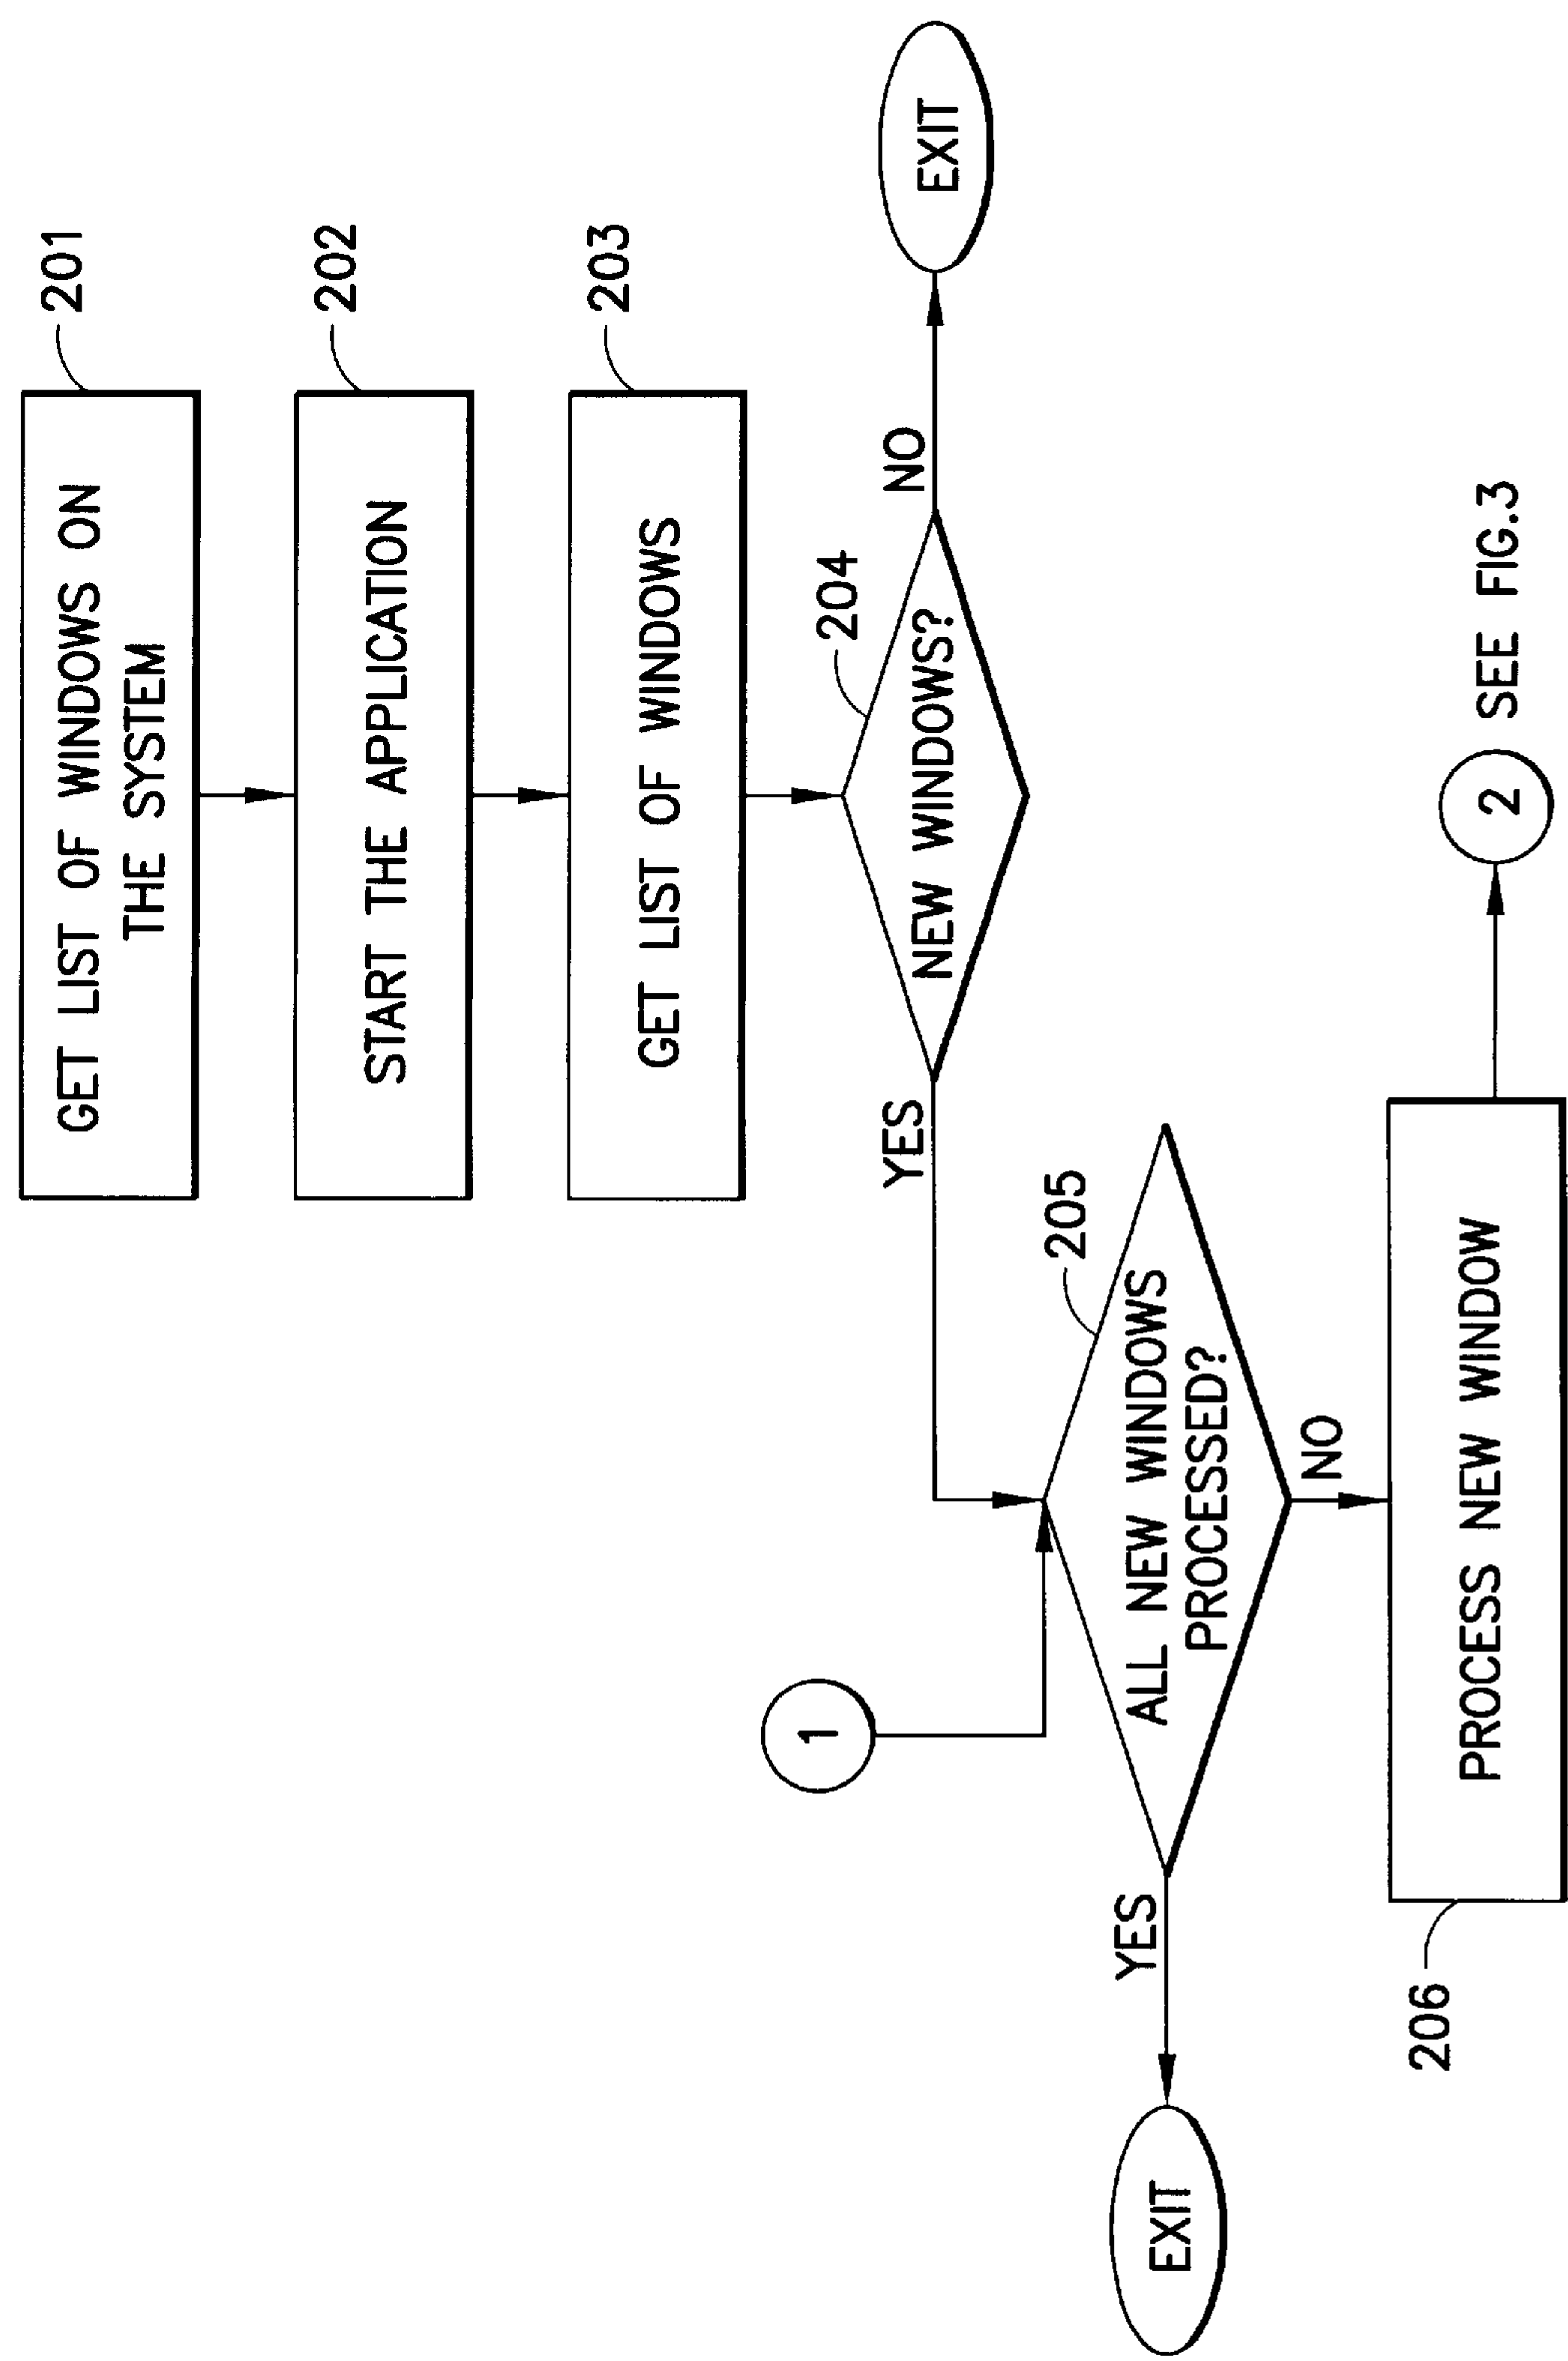 GET LIST OF WINDOWS ON
THE SYSTEM
201
START THE APPLICATION
202
GET LIST OF WINDOWS
203
NEW WINDOWS?
204
NO
EXIT
YES
1
ALL NEW WINDOWS
PROCESSED?
205
YES
EXIT
NO
PROCESS NEW WINDOW
206
2
SEE FIG.3